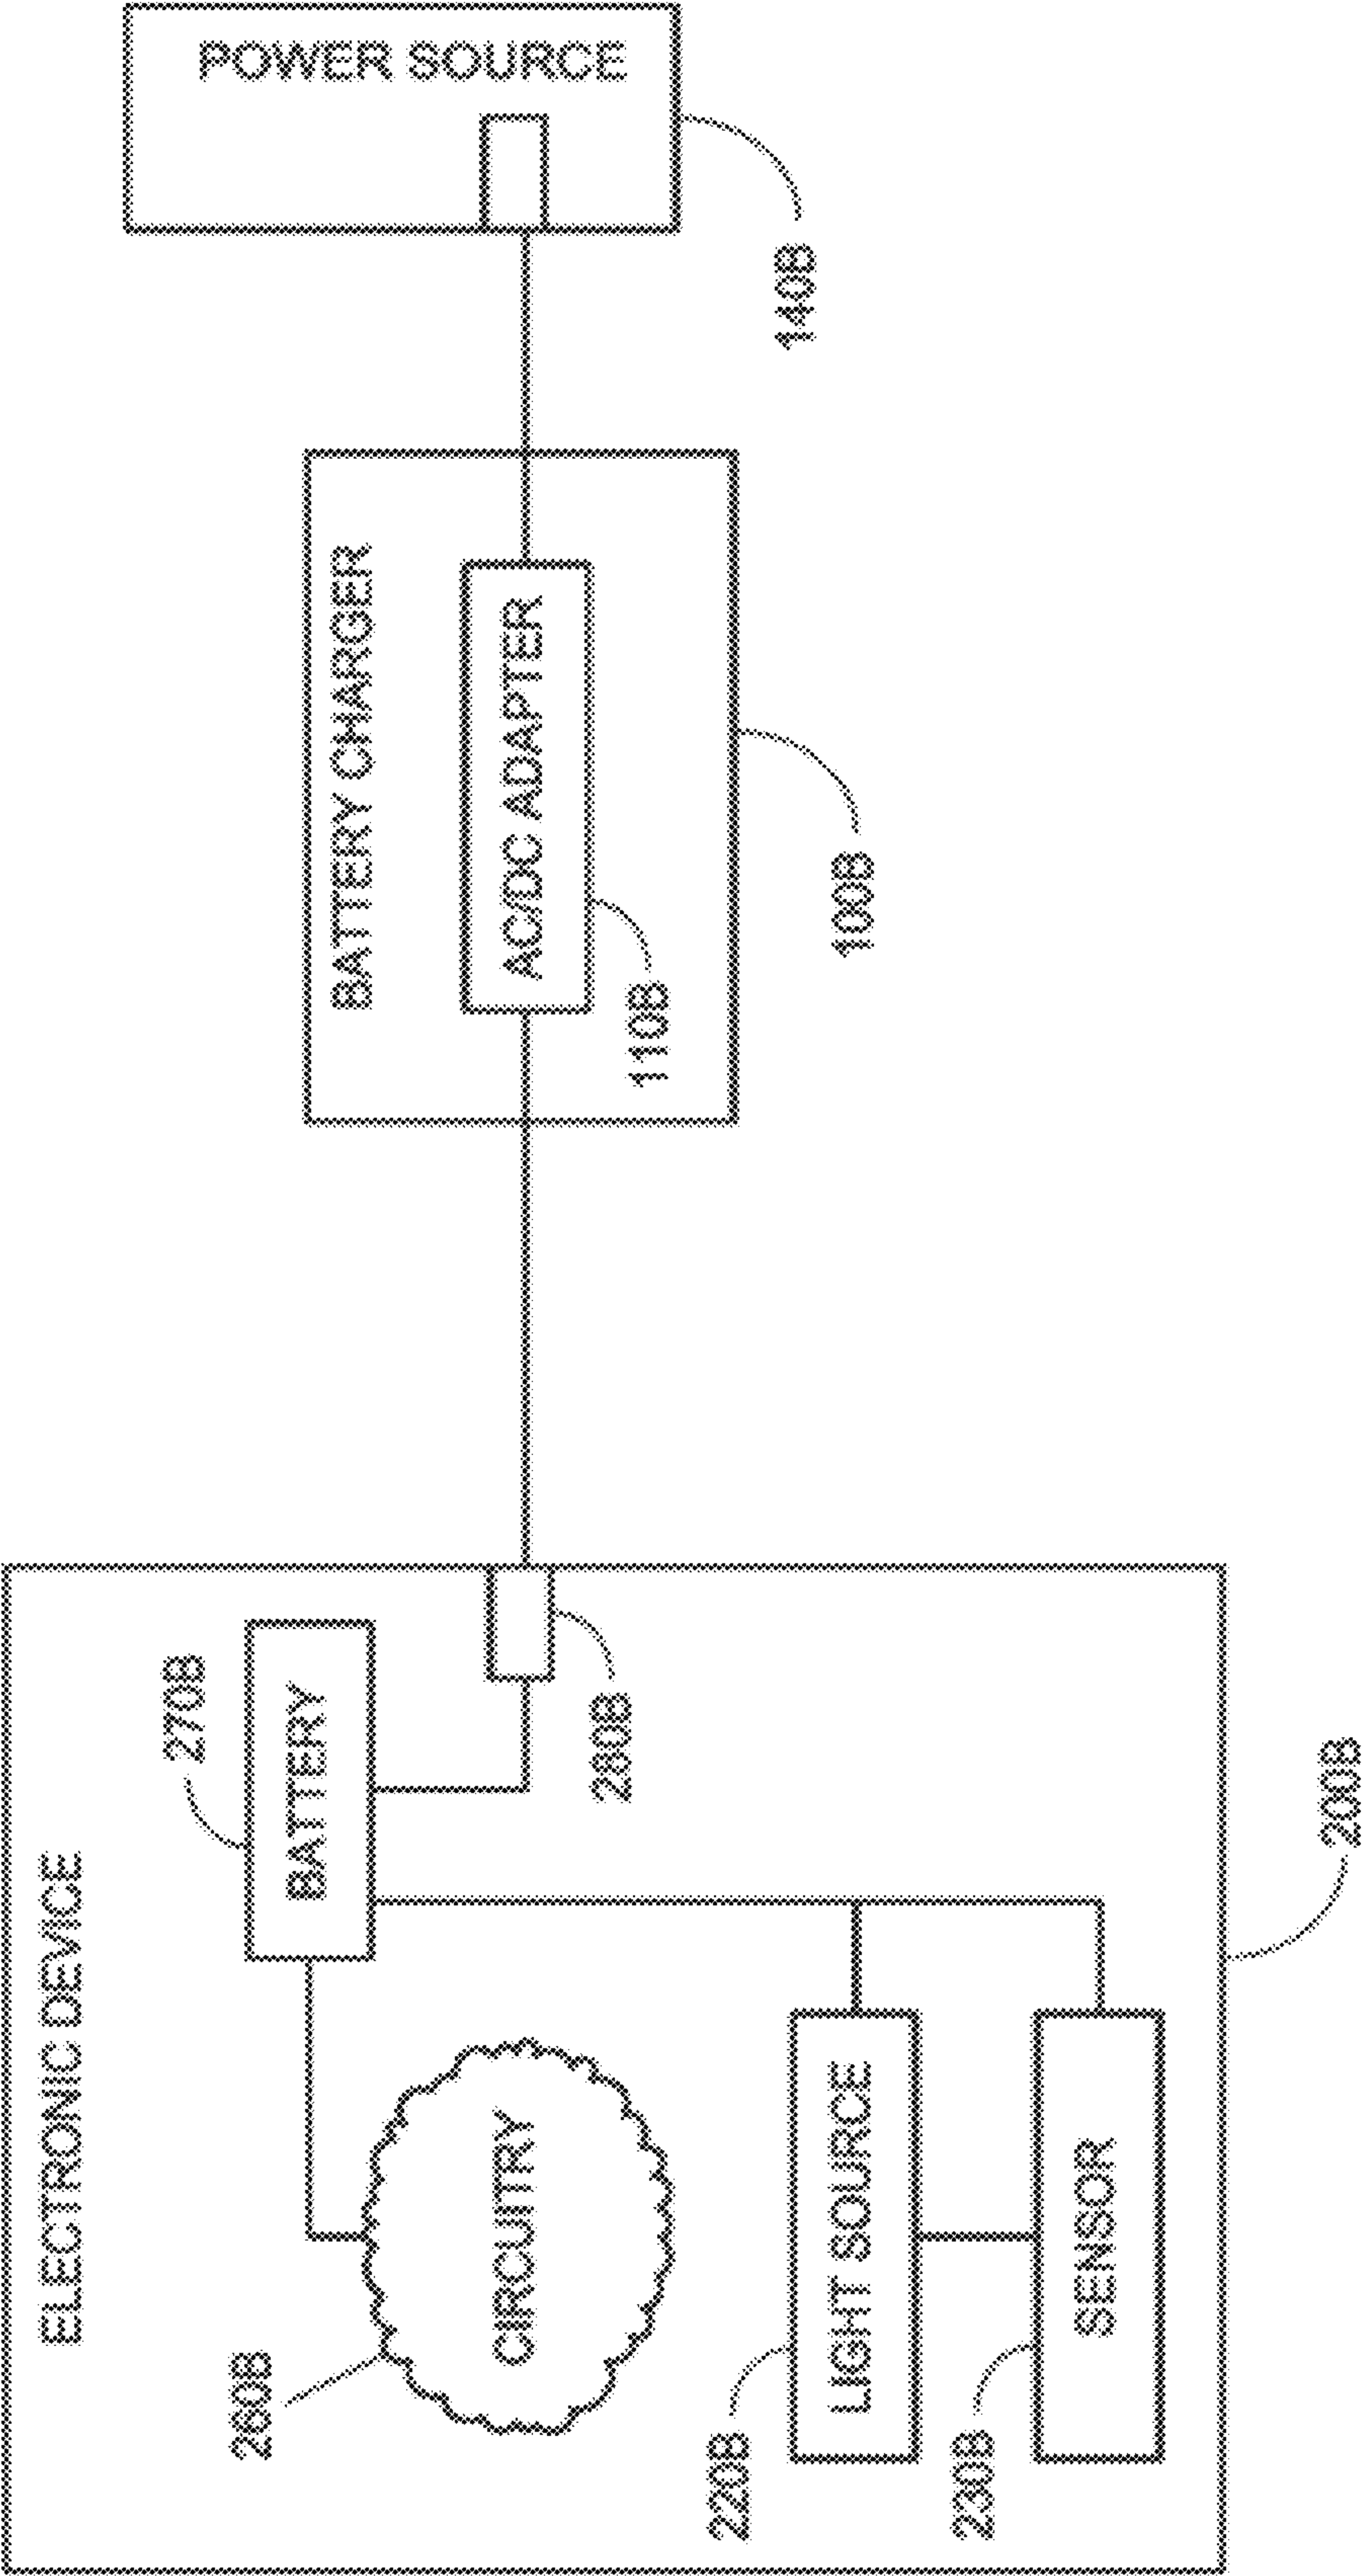 ELECTRONIC DEVICE
270B
BATTERY
260B
CIRCUITRY
280B
220B
LIGHT SOURCE
230B
SENSOR
200B
BATTERY CHARGER
AC/DC ADAPTER
110B
100B
POWER SOURCE
140B